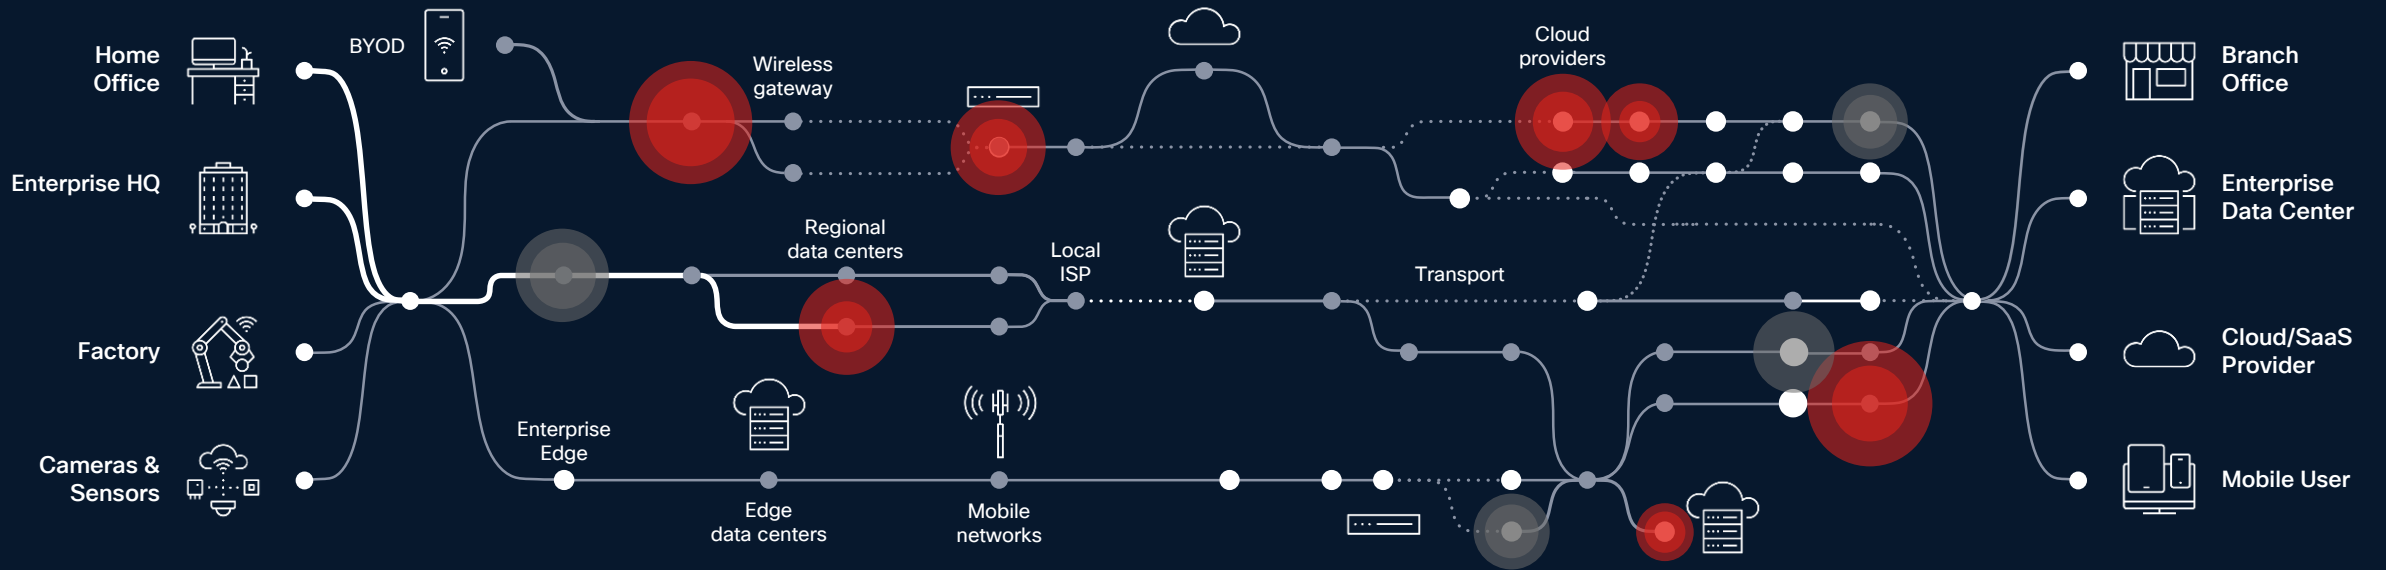 Home
Office
BYOD
Wireless
gateway
Cloud
providers
Branch
Office
Enterprise HQ
Enterprise
Data Center
Regional
data centers
Local
ISP
Transport
Factory
Cloud/SaaS
Provider
Enterprise
Edge
Cameras &
Sensors
Mobile User
Edge
data centers
Mobile
networks